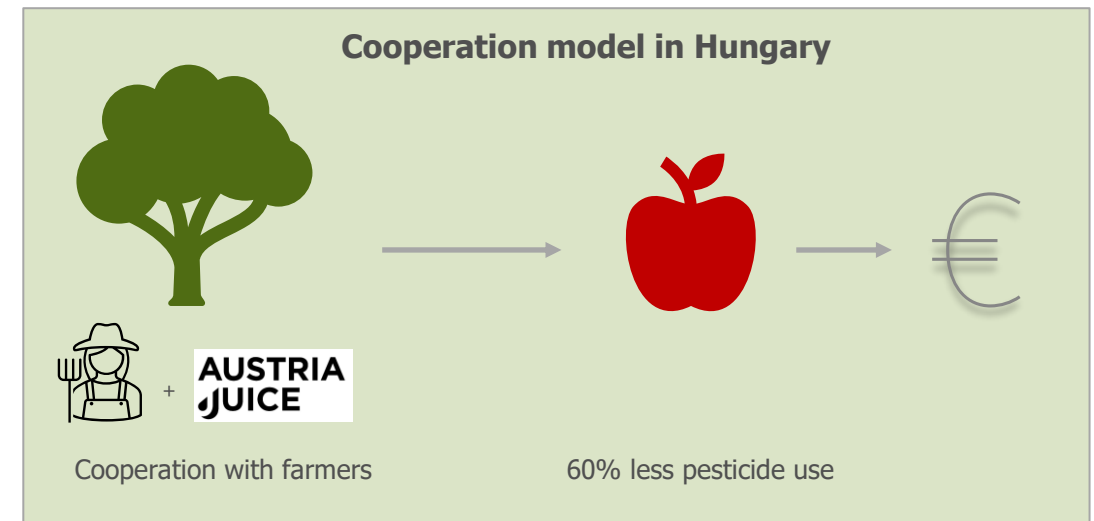 Cooperation model in Hungary
€
+
AUSTRIA
JUICE
Cooperation with farmers
60% less pesticide use